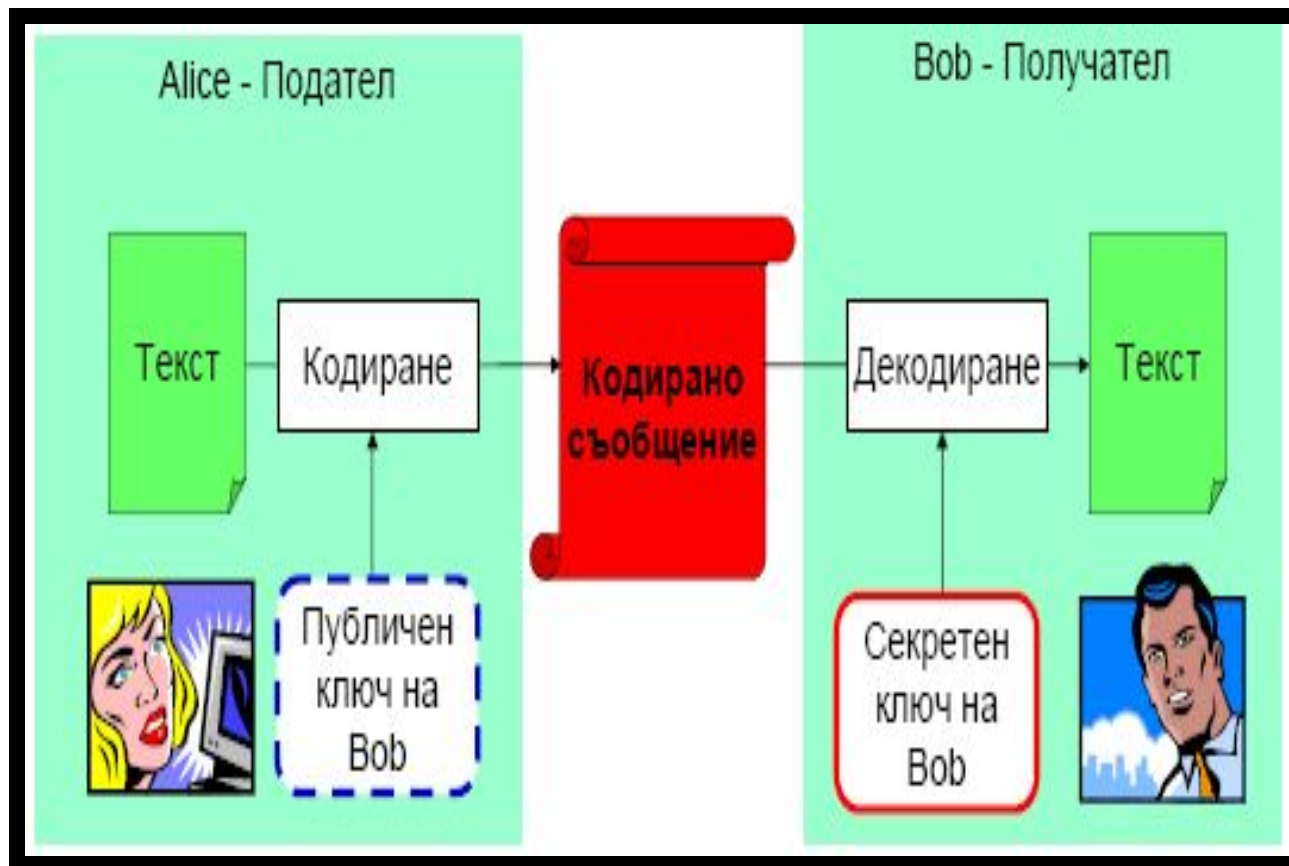 Alice - Подател
Bob - Получател
Текст
Кодиране
Кодирано
съобщение
Декодиране
Текст
Публичен
ключ на
Bob
Секретен
ключ на
Bob